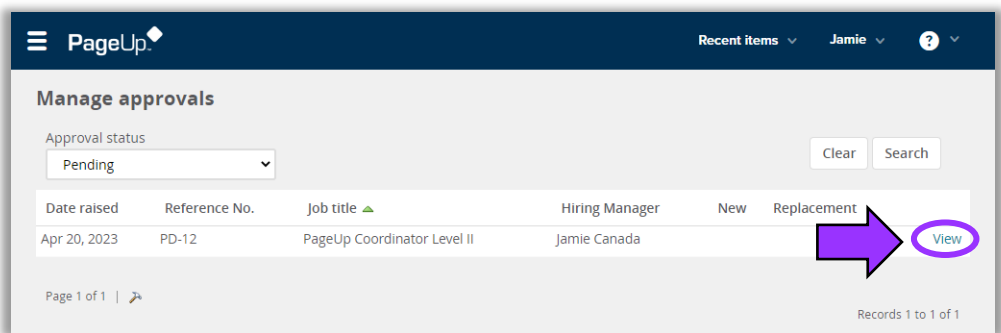 PageUp. Recent items Jamie ?
Manage approvals
Approval status
Pending
Clear Search
Date raised Reference No. Job title Hiring Manager New Replacement
Apr 20, 2023 PD-12 PageUp Coordinator Level II Jamie Canada View
Page 1 of 1 |
Records 1 to 1 of 1